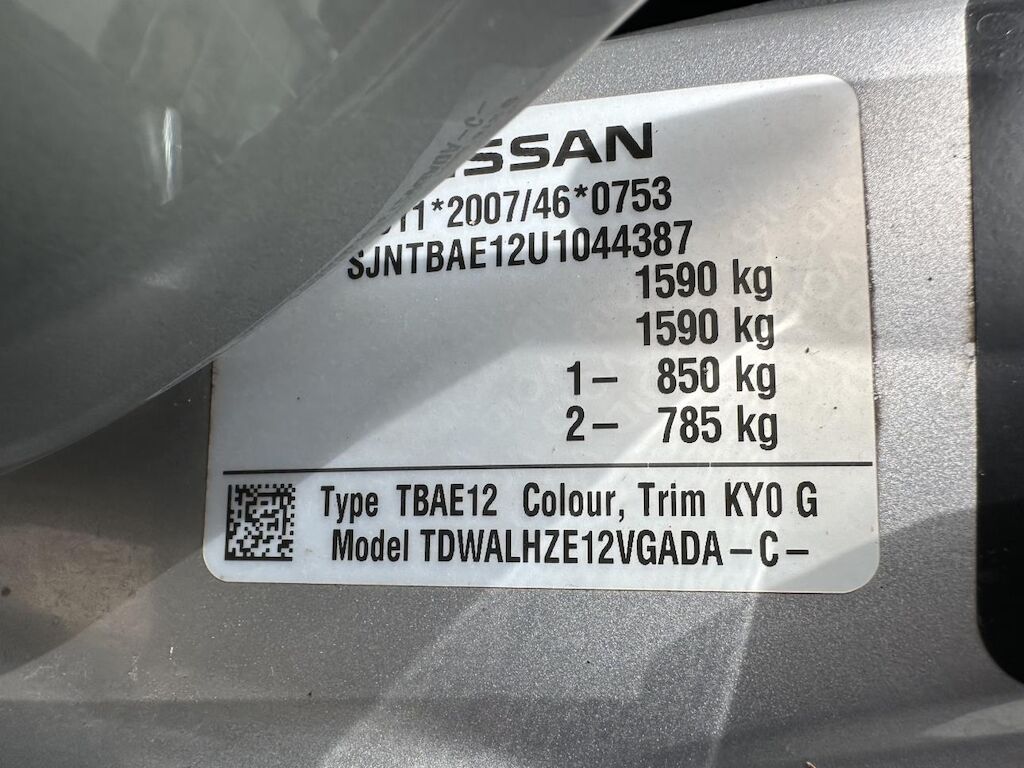 NISSAN
11*2007/46*0753
SJNTBAE12U1044387
1590 kg
1590 kg
1– 850 kg
2– 785 kg
Type TBAE12 Colour, Trim KY0 G
Model TDWALHZE12VGADA –C–